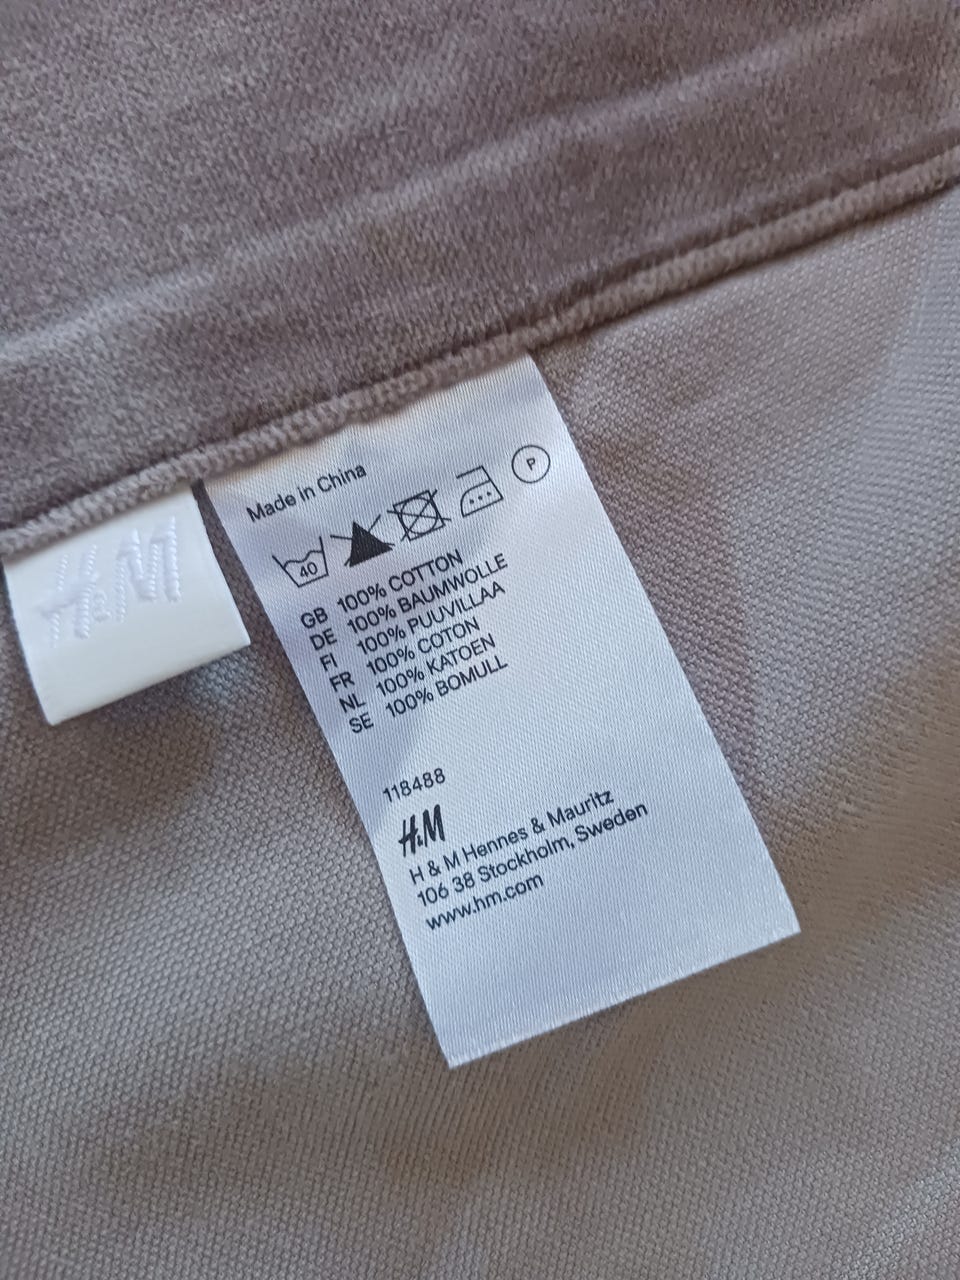 H&M
Made in China
40
P
GB 100% COTTON
DE 100% BAUMWOLLE
FI 100% PUUVILLAA
FR 100% COTON
NL 100% KATOEN
SE 100% BOMULL
118488
H&M
H & M Hennes & Mauritz
106 38 Stockholm, Sweden
www.hm.com